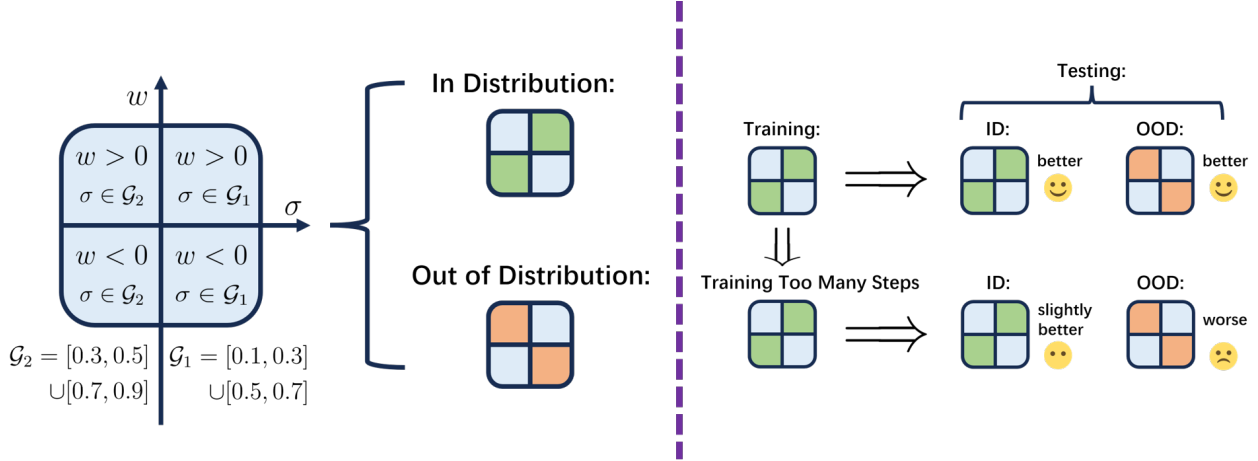 w
w > 0
σ ∈ 𝒢₂
w > 0
σ ∈ 𝒢₁
σ
w < 0
σ ∈ 𝒢₂
w < 0
σ ∈ 𝒢₁
𝒢₂ = [0.3, 0.5]
∪[0.7, 0.9]
𝒢₁ = [0.1, 0.3]
∪[0.5, 0.7]
In Distribution:
Out of Distribution:
Testing:
Training:
ID:
better
OOD:
better
Training Too Many Steps
ID:
slightly
better
OOD:
worse